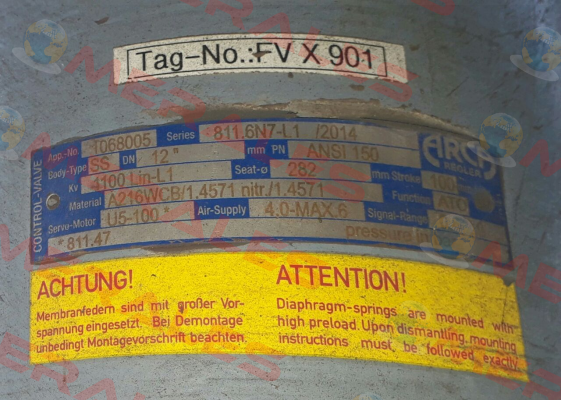 Tag-No.:FV X 901
App.-No. 1068005 Series 811.6N7-L1 /2014
Body-Type SS DN 12" mm PN ANSI 150
Kv 4100 Lin-L1 Seat-ø 282 mm Stroke 100
Material A216WCB/1.4571 nitr./1.4571 Function ATO
Servo-Motor U5-100* Air-Supply 4.0-MAX.6 Signal-Range
*811.47 pressure in
CONTROL-VALVE
ARCA
REGLER
ACHTUNG!
Membranfedern sind mit großer Vor-
spannung eingesetzt. Bei Demontage
unbedingt Montagevorschrift beachten.
ATTENTION!
Diaphragm-springs are mounted with
high preload. Upon dismantling, mounting
instructions must be followed exactly.